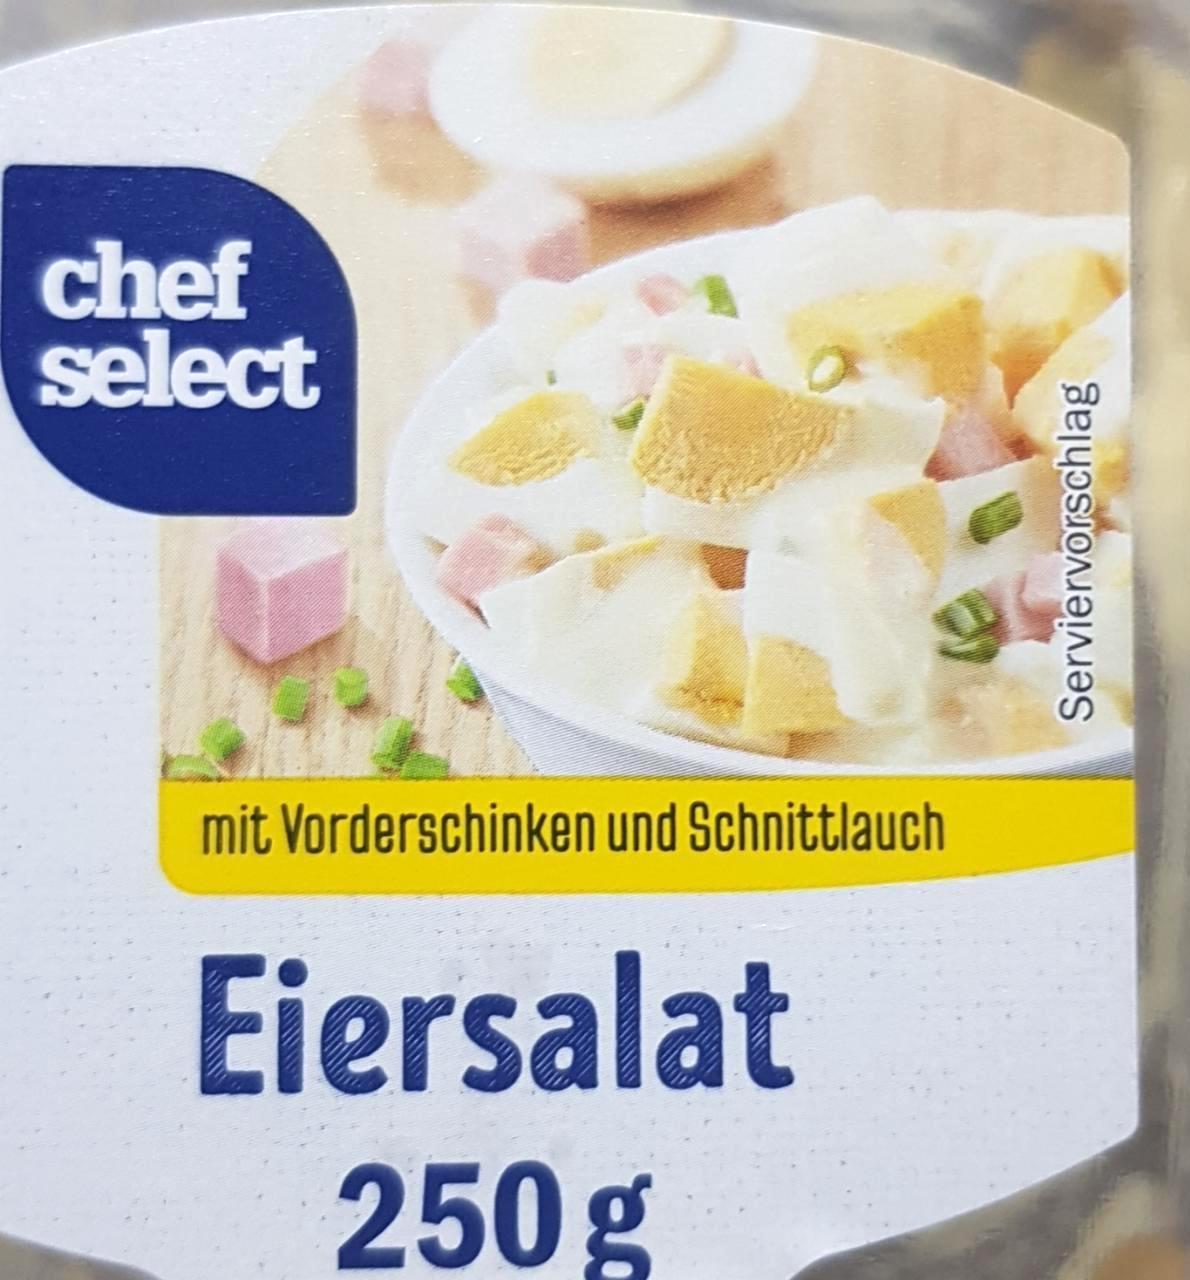 chef
select
Serviervorschlag
mit Vorderschinken und Schnittlauch
Eiersalat
250 g